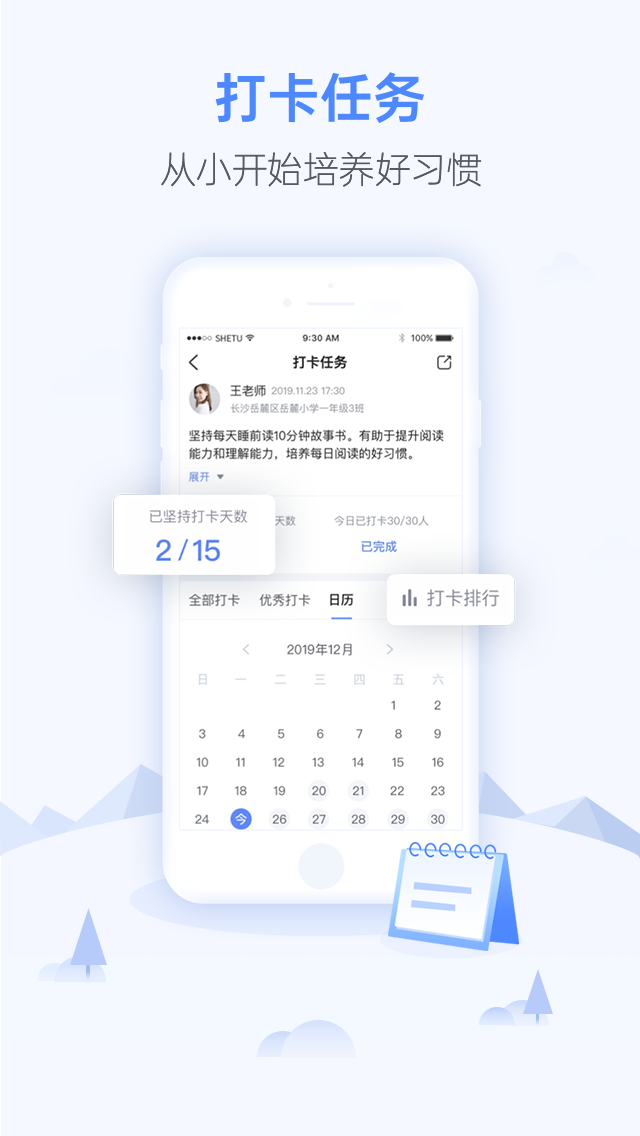 打卡任务
从小开始培养好习惯
SHETU 9:30 AM 100%
打卡任务
王老师 2019.11.23 17:30
长沙岳麓区岳麓小学一年级3班
坚持每天睡前读10分钟故事书。有助于提升阅读
能力和理解能力，培养每日阅读的好习惯。
展开
已坚持打卡天数
2/15
天数 今日已打卡30/30人
已完成
全部打卡 优秀打卡 日历
打卡排行
2019年12月
日 一 二 三 四 五 六
1 2
3 4 5 6 7 8 9
10 11 12 13 14 15 16
17 18 19 20 21 22 23
24 今 26 27 28 29 30